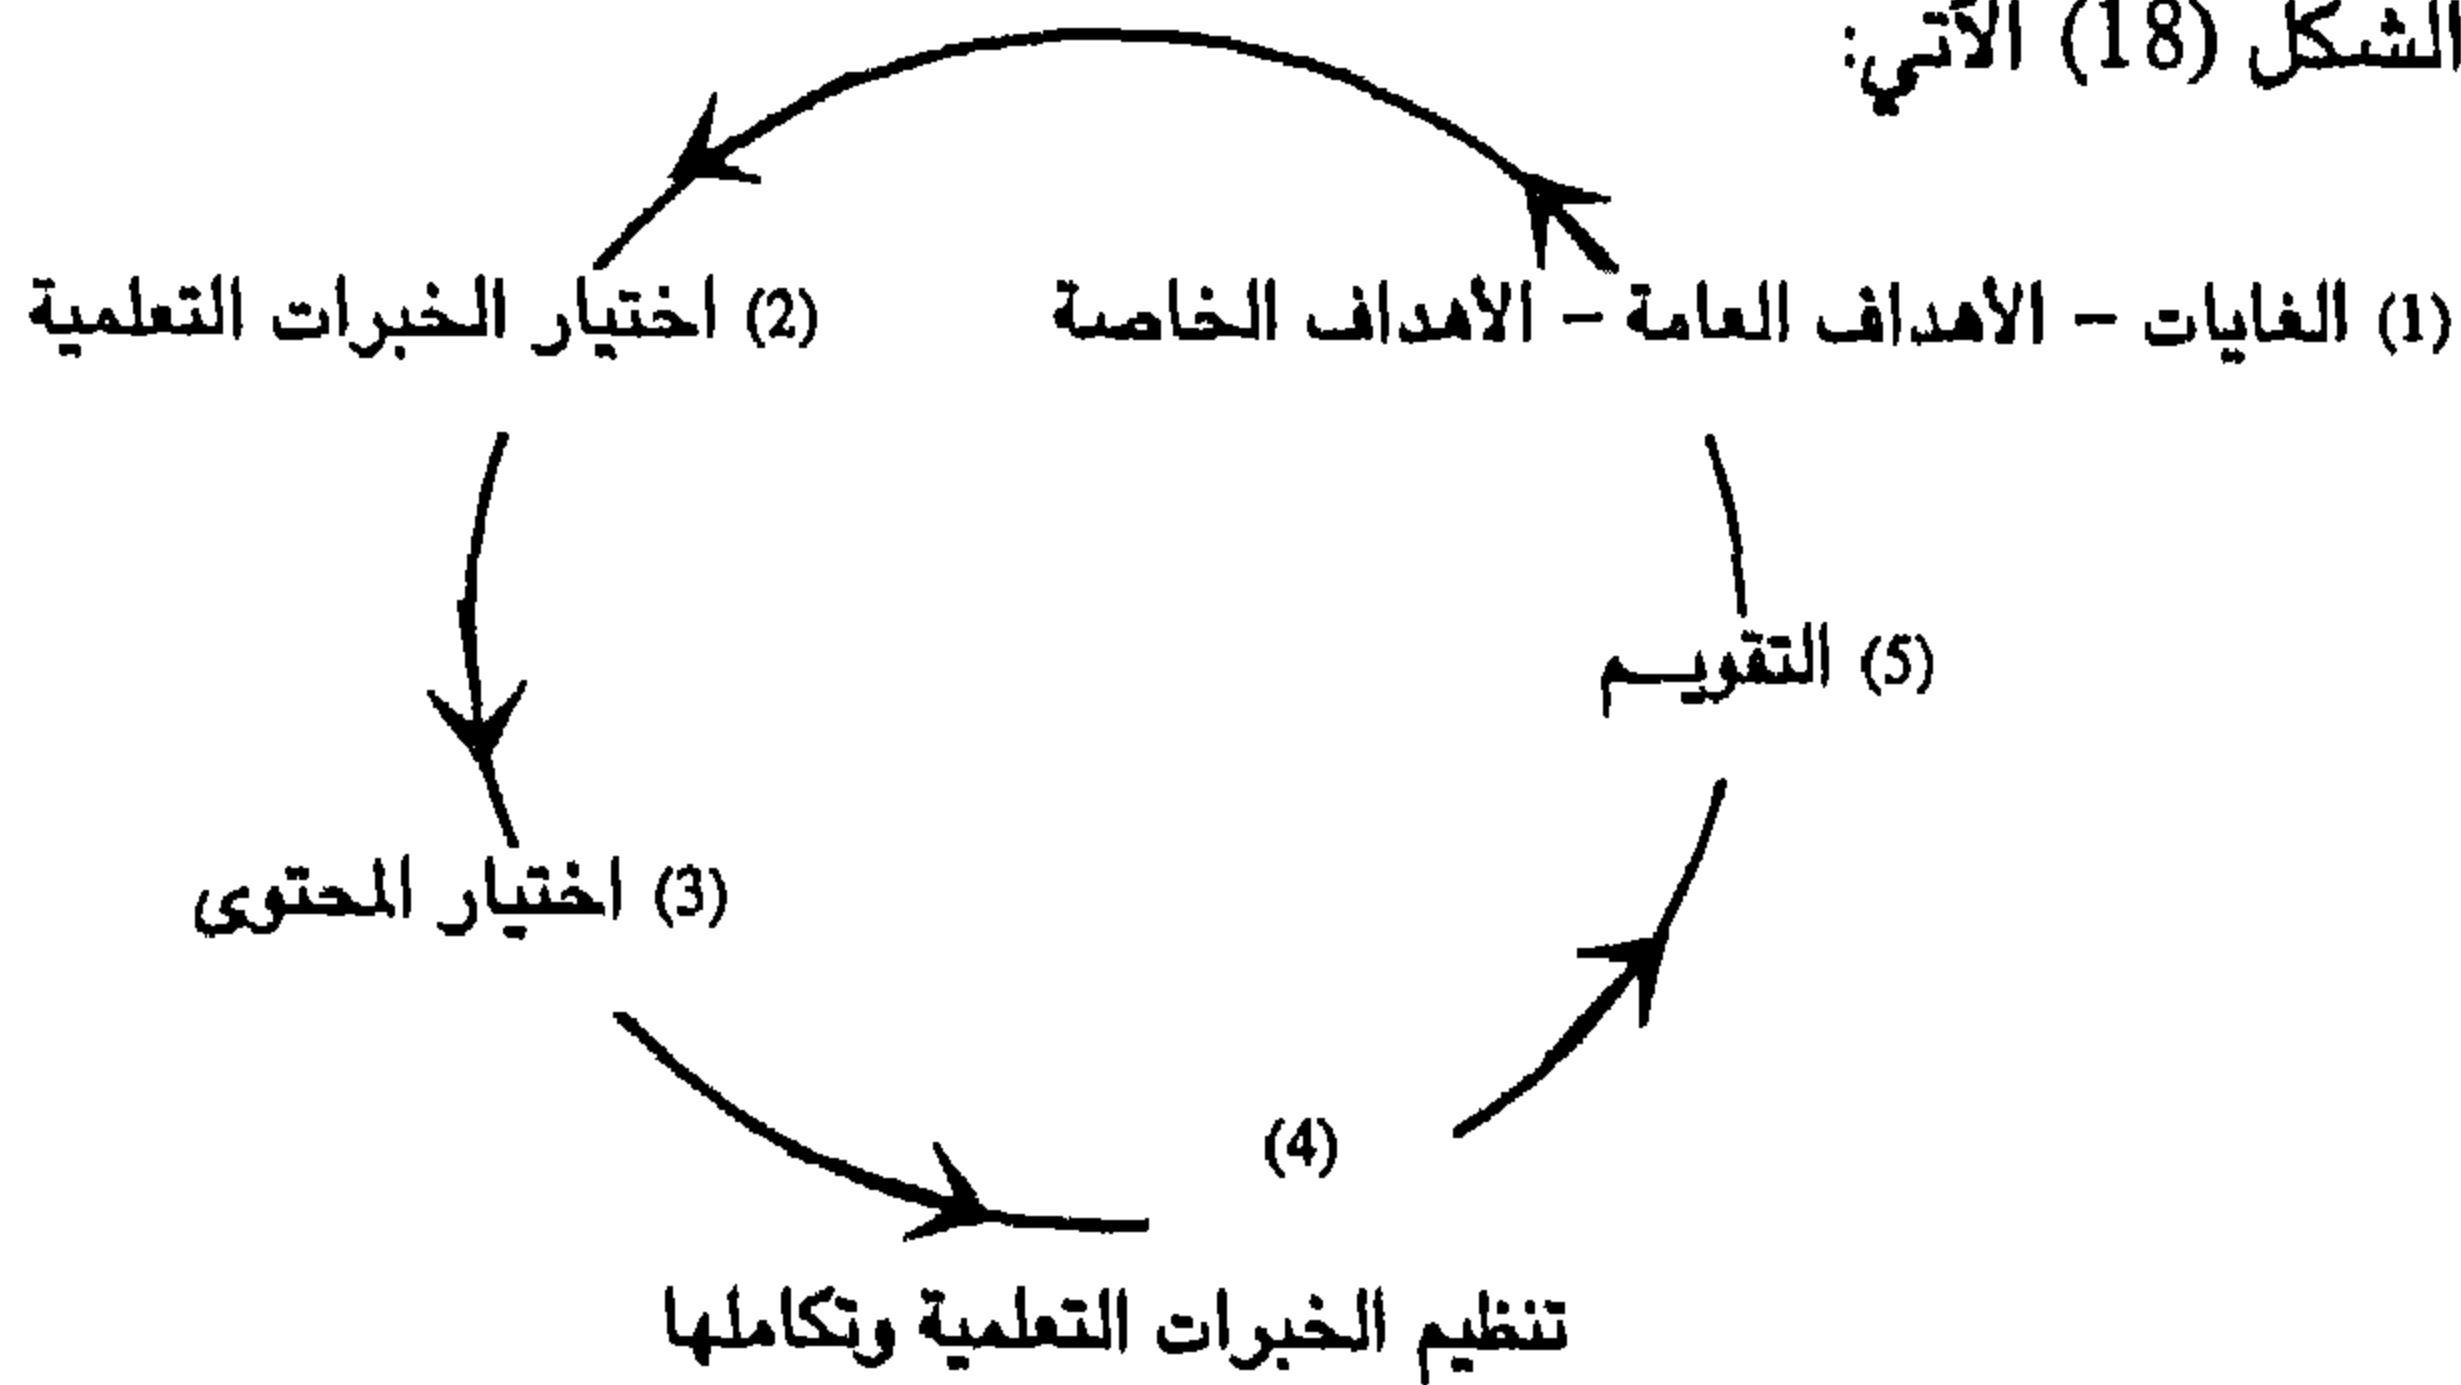 الشكل (18) الآتي:
(1) الغايات – الأهداف العامة – الأهداف الخاصة
(2) اختيار الخبرات التعلمية
(5) التقويــم
(3) اختيار المحتوى
(4)
تنظيم الخبرات التعلمية وتكاملها